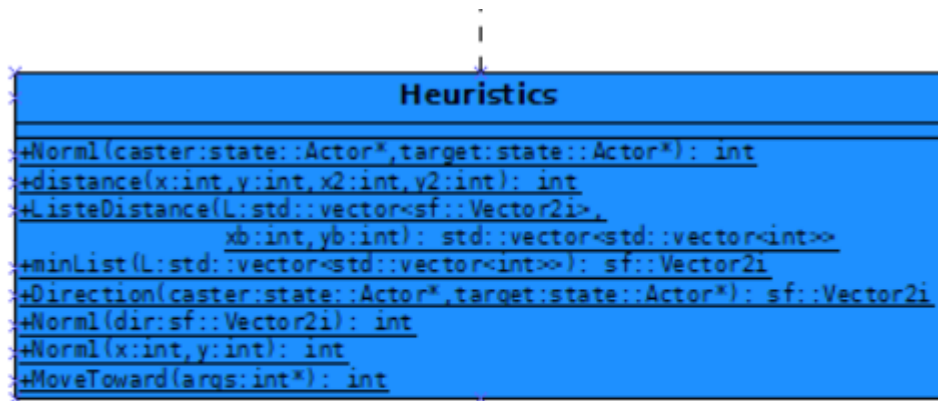 Heuristics
+Norm1(caster:state::Actor*,target:state::Actor*): int
+distance(x:int,y:int,x2:int,y2:int): int
+ListeDistance(L:std::vector<sf::Vector2i>,
xb:int,yb:int): std::vector<std::vector<int>>
+minList(L:std::vector<std::vector<int>>): sf::Vector2i
+Direction(caster:state::Actor*,target:state::Actor*): sf::Vector2i
+Norm1(dir:sf::Vector2i): int
+Norm1(x:int,y:int): int
+MoveToward(args:int*): int